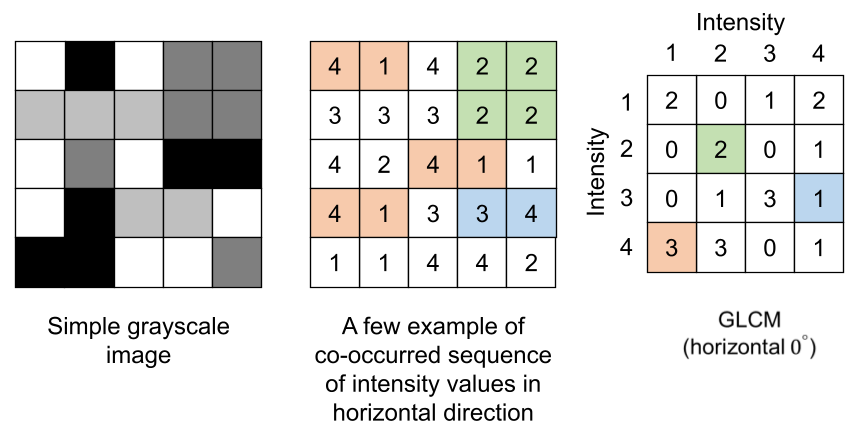 4 1 4 2 2
3 3 3 2 2
4 2 4 1 1
4 1 3 3 4
1 1 4 4 2
Simple grayscale
image
A few example of
co-occurred sequence
of intensity values in
horizontal direction
Intensity
1 2 3 4
Intensity
1 2 0 1 2
2 0 2 0 1
3 0 1 3 1
4 3 3 0 1
GLCM
(horizontal 0°)